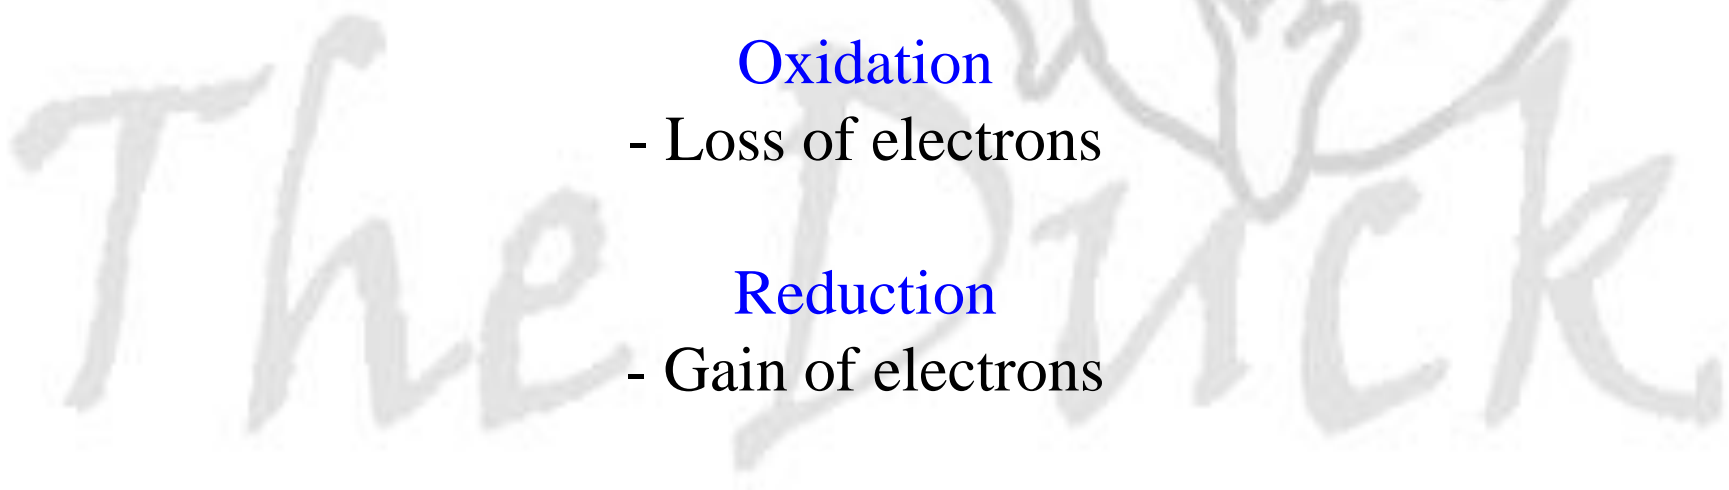 The Duck
Oxidation
- Loss of electrons
Reduction
- Gain of electrons